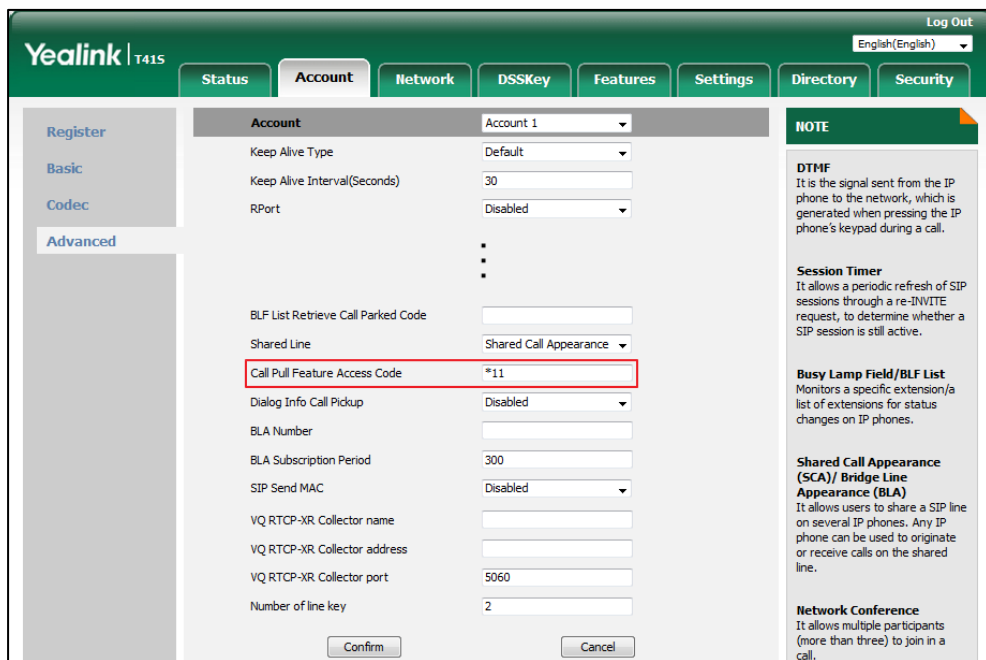 Log Out
English(English)
Yealink T41S
Status Account Network DSSKey Features Settings Directory Security
Register
Basic
Codec
Advanced
Account Account 1
Keep Alive Type Default
Keep Alive Interval(Seconds) 30
RPort Disabled
BLF List Retrieve Call Parked Code
Shared Line Shared Call Appearance
Call Pull Feature Access Code *11
Dialog Info Call Pickup Disabled
BLA Number
BLA Subscription Period 300
SIP Send MAC Disabled
VQ RTCP-XR Collector name
VQ RTCP-XR Collector address
VQ RTCP-XR Collector port 5060
Number of line key 2
Confirm Cancel
NOTE
DTMF
It is the signal sent from the IP
phone to the network, which is
generated when pressing the IP
phone's keypad during a call.
Session Timer
It allows a periodic refresh of SIP
sessions through a re-INVITE
request, to determine whether a
SIP session is still active.
Busy Lamp Field/BLF List
Monitors a specific extension/a
list of extensions for status
changes on IP phones.
Shared Call Appearance
(SCA)/ Bridge Line
Appearance (BLA)
It allows users to share a SIP line
on several IP phones. Any IP
phone can be used to originate
or receive calls on the shared
line.
Network Conference
It allows multiple participants
(more than three) to join in a
call.